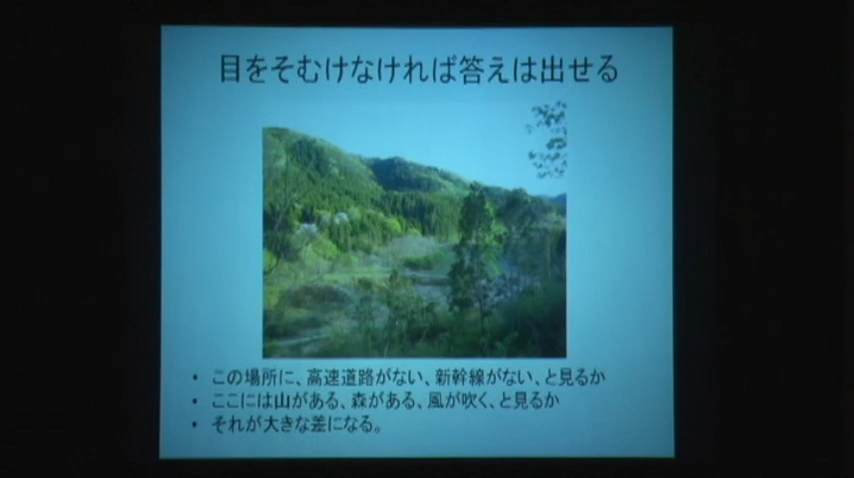 目をそむけなければ答えは出せる
• この場所に、高速道路がない、新幹線がない、と見るか
• ここには山がある、森がある、風が吹く、と見るか
• それが大きな差になる。